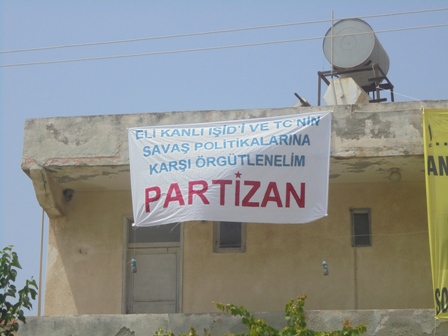 ELİ KANLI IŞİD'İ VE TC'NİN
SAVAŞ POLİTİKALARINA
KARŞI ÖRGÜTLENELİM
PARTİZAN